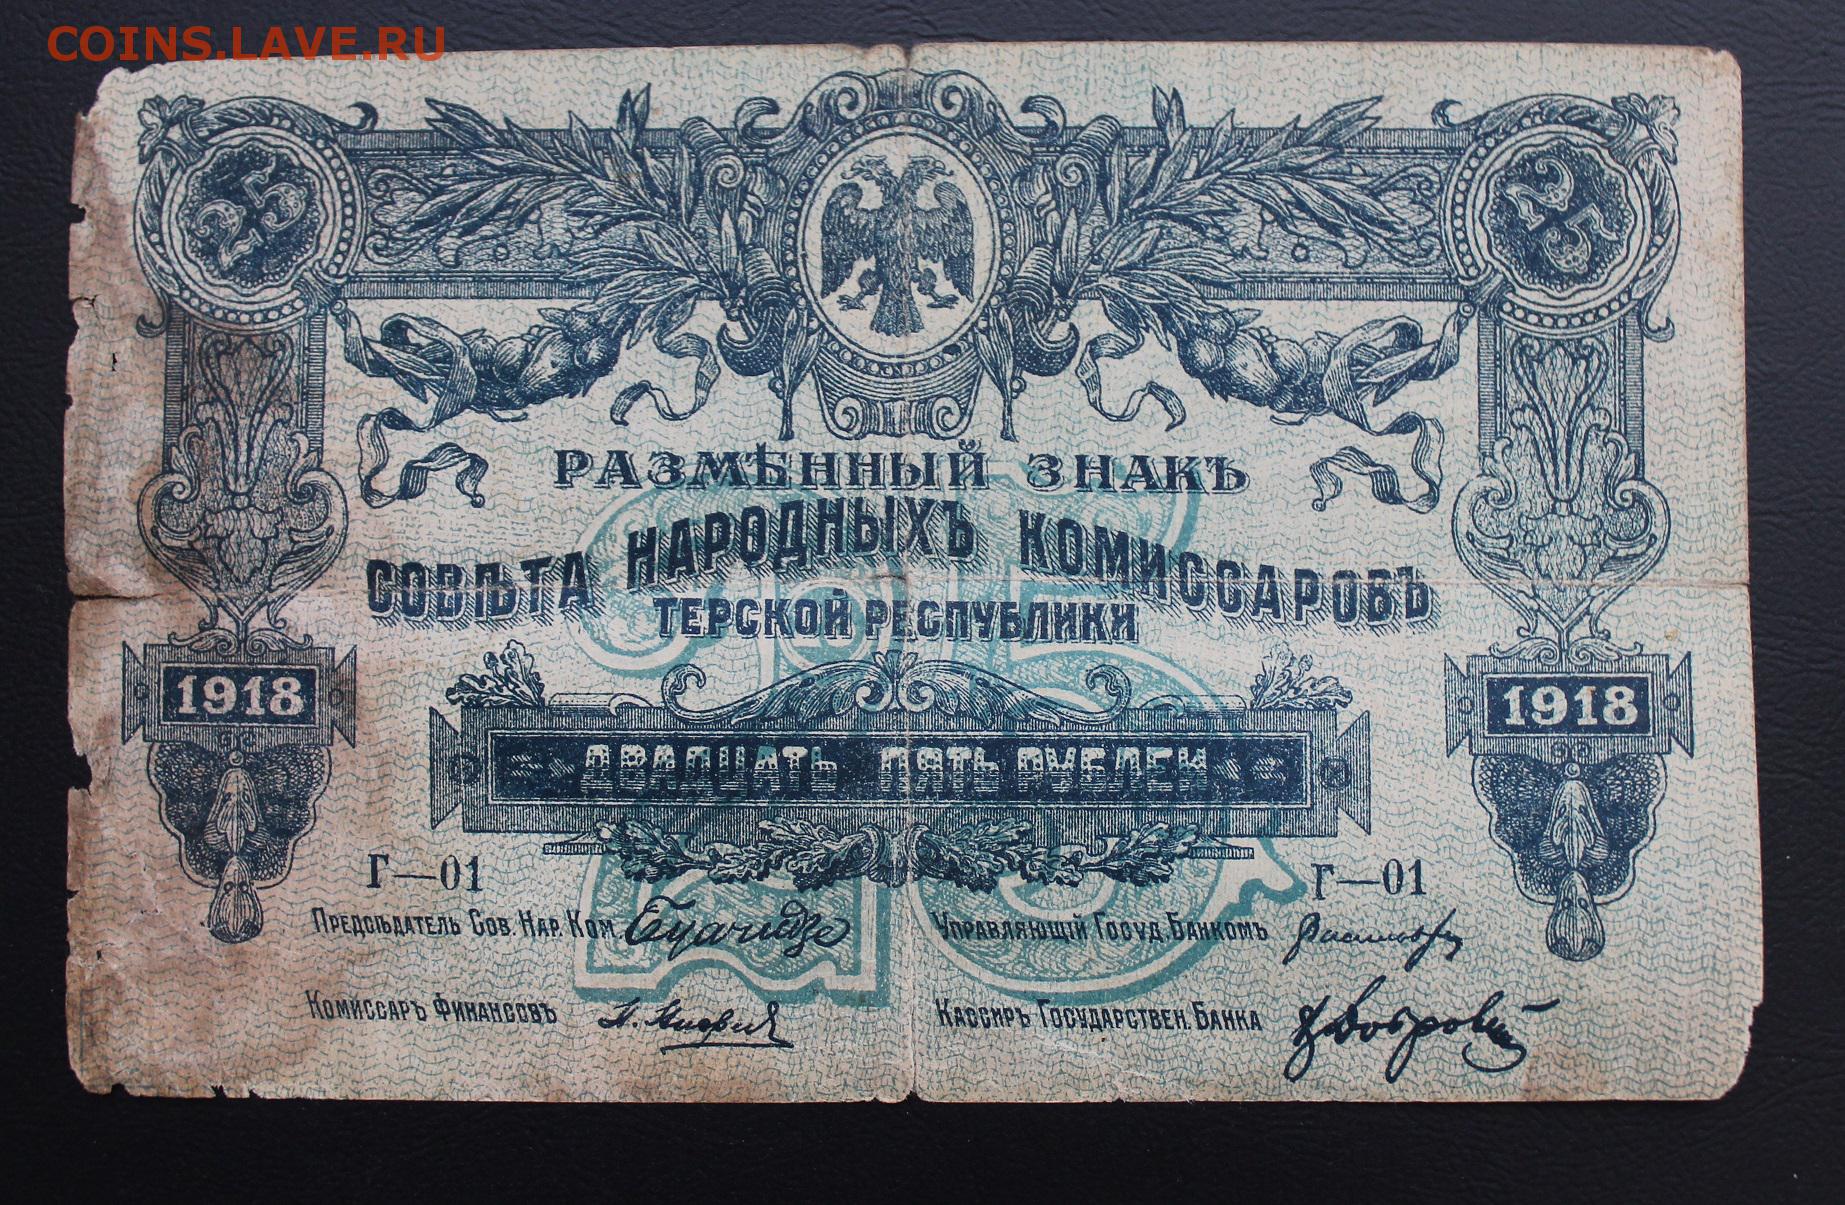 COINS.LAVE.RU
25 25
РАЗМѢННЫЙ ЗНАКЪ
СОВѢТА НАРОДНЫХЪ КОМИССАРОВЪ
ТЕРСКОЙ РЕСПУБЛИКИ
25
1918 1918
ДВАДЦАТЬ ПЯТЬ РУБЛЕЙ
Г—01 Г—01
ПРЕДСѢДАТЕЛЬ СОВ. НАР. КОМ. УПРАВЛЯЮЩІЙ ГОСУД. БАНКОМЪ
КОМИССАРЪ ФИНАНСОВЪ КАССИРЪ ГОСУДАРСТВЕН. БАНКА